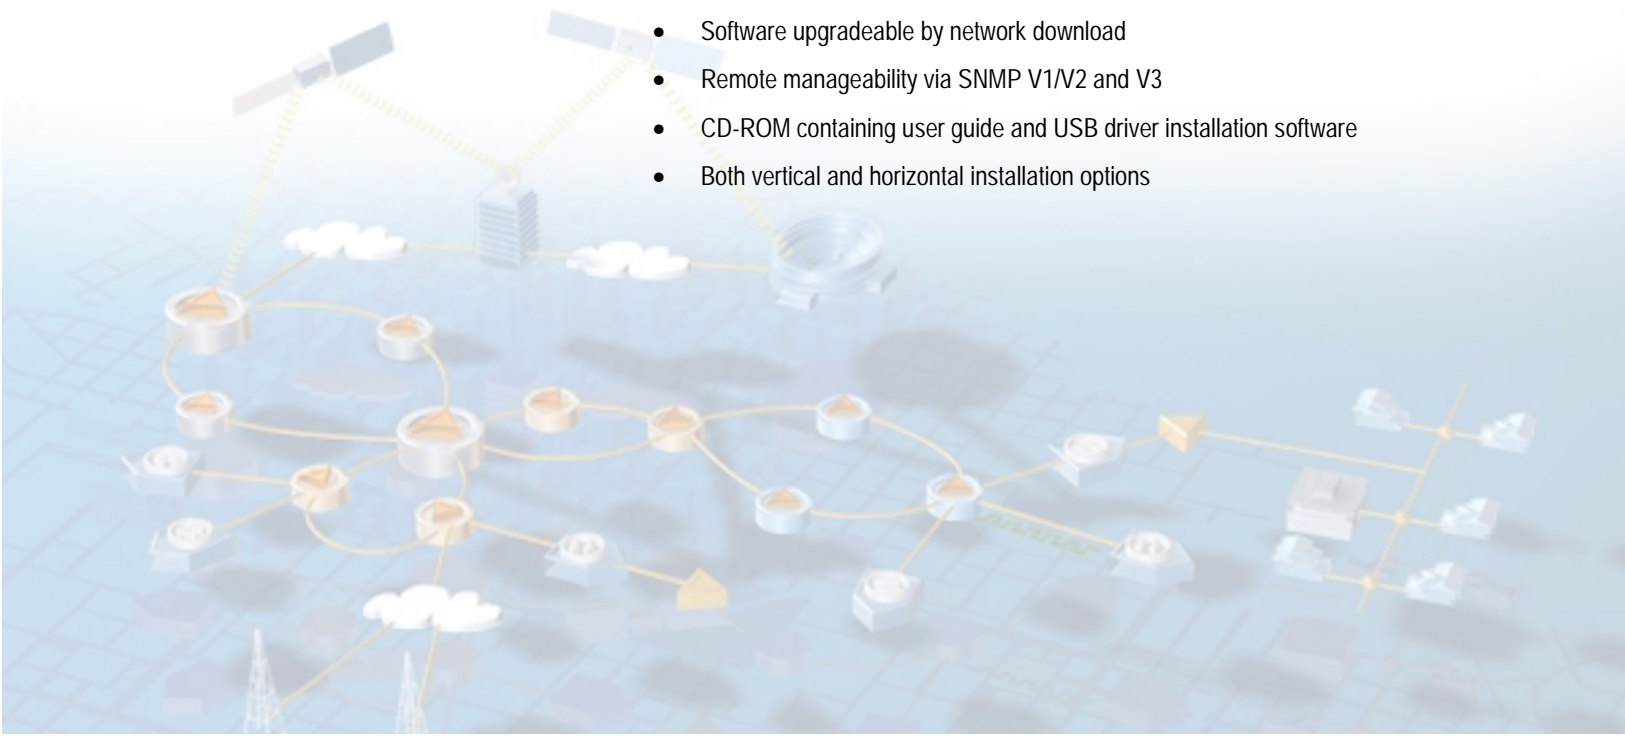 • Software upgradeable by network download
• Remote manageability via SNMP V1/V2 and V3
• CD-ROM containing user guide and USB driver installation software
• Both vertical and horizontal installation options